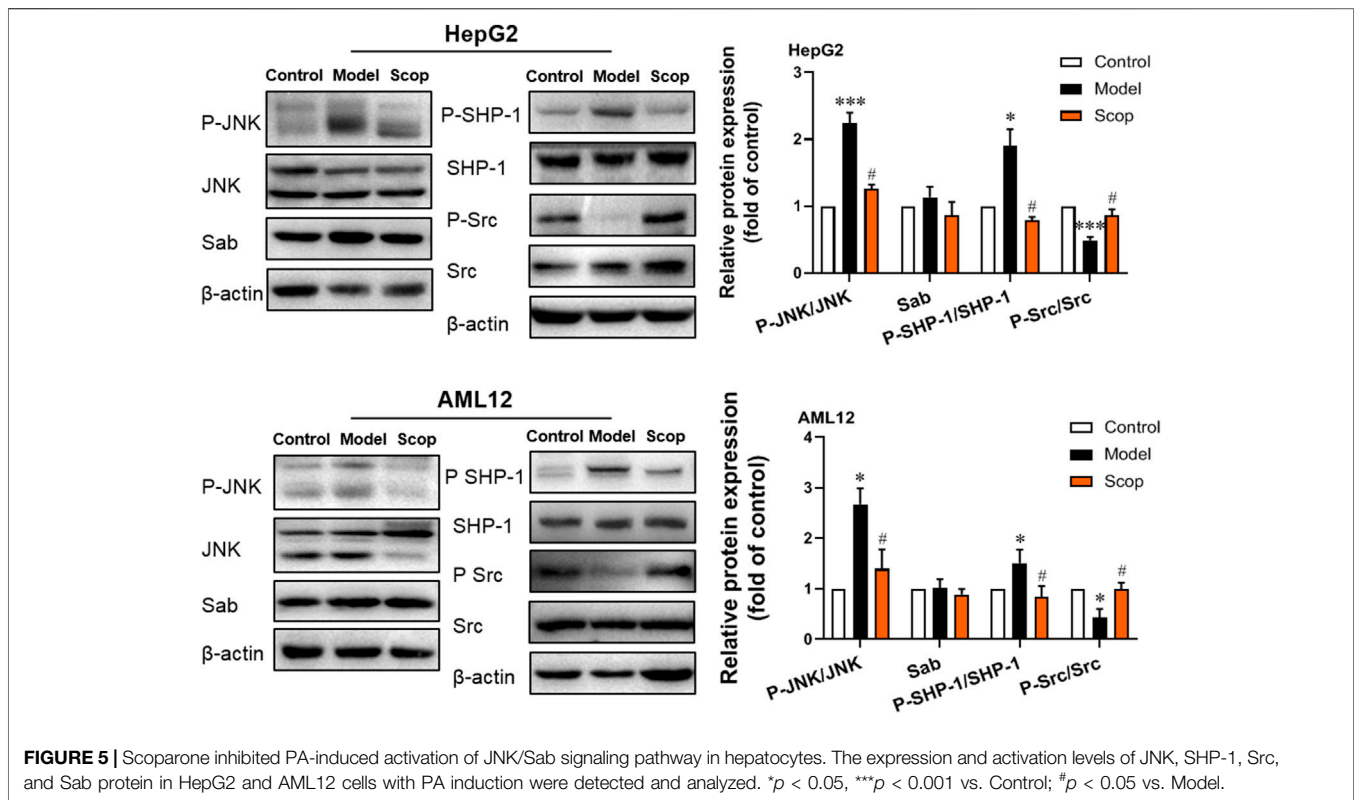 HepG2
Control Model Scop
P-JNK
JNK
Sab
β-actin
Control Model Scop
P-SHP-1
SHP-1
P-Src
Src
β-actin
HepG2
Relative protein expression
(fold of control)
3
2
1
0
*** # * # *** #
P-JNK/JNK
Sab
P-SHP-1/SHP-1
P-Src/Src
Control
Model
Scop
AML12
Control Model Scop
P-JNK
JNK
Sab
β-actin
Control Model Scop
P SHP-1
SHP-1
P Src
Src
β-actin
AML12
Relative protein expression
(fold of control)
4
3
2
1
0
* # * # * #
P-JNK/JNK
Sab
P-SHP-1/SHP-1
P-Src/Src
Control
Model
Scop
FIGURE 5 | Scoparone inhibited PA-induced activation of JNK/Sab signaling pathway in hepatocytes. The expression and activation levels of JNK, SHP-1, Src,
and Sab protein in HepG2 and AML12 cells with PA induction were detected and analyzed. *p < 0.05, ***p < 0.001 vs. Control; #p < 0.05 vs. Model.